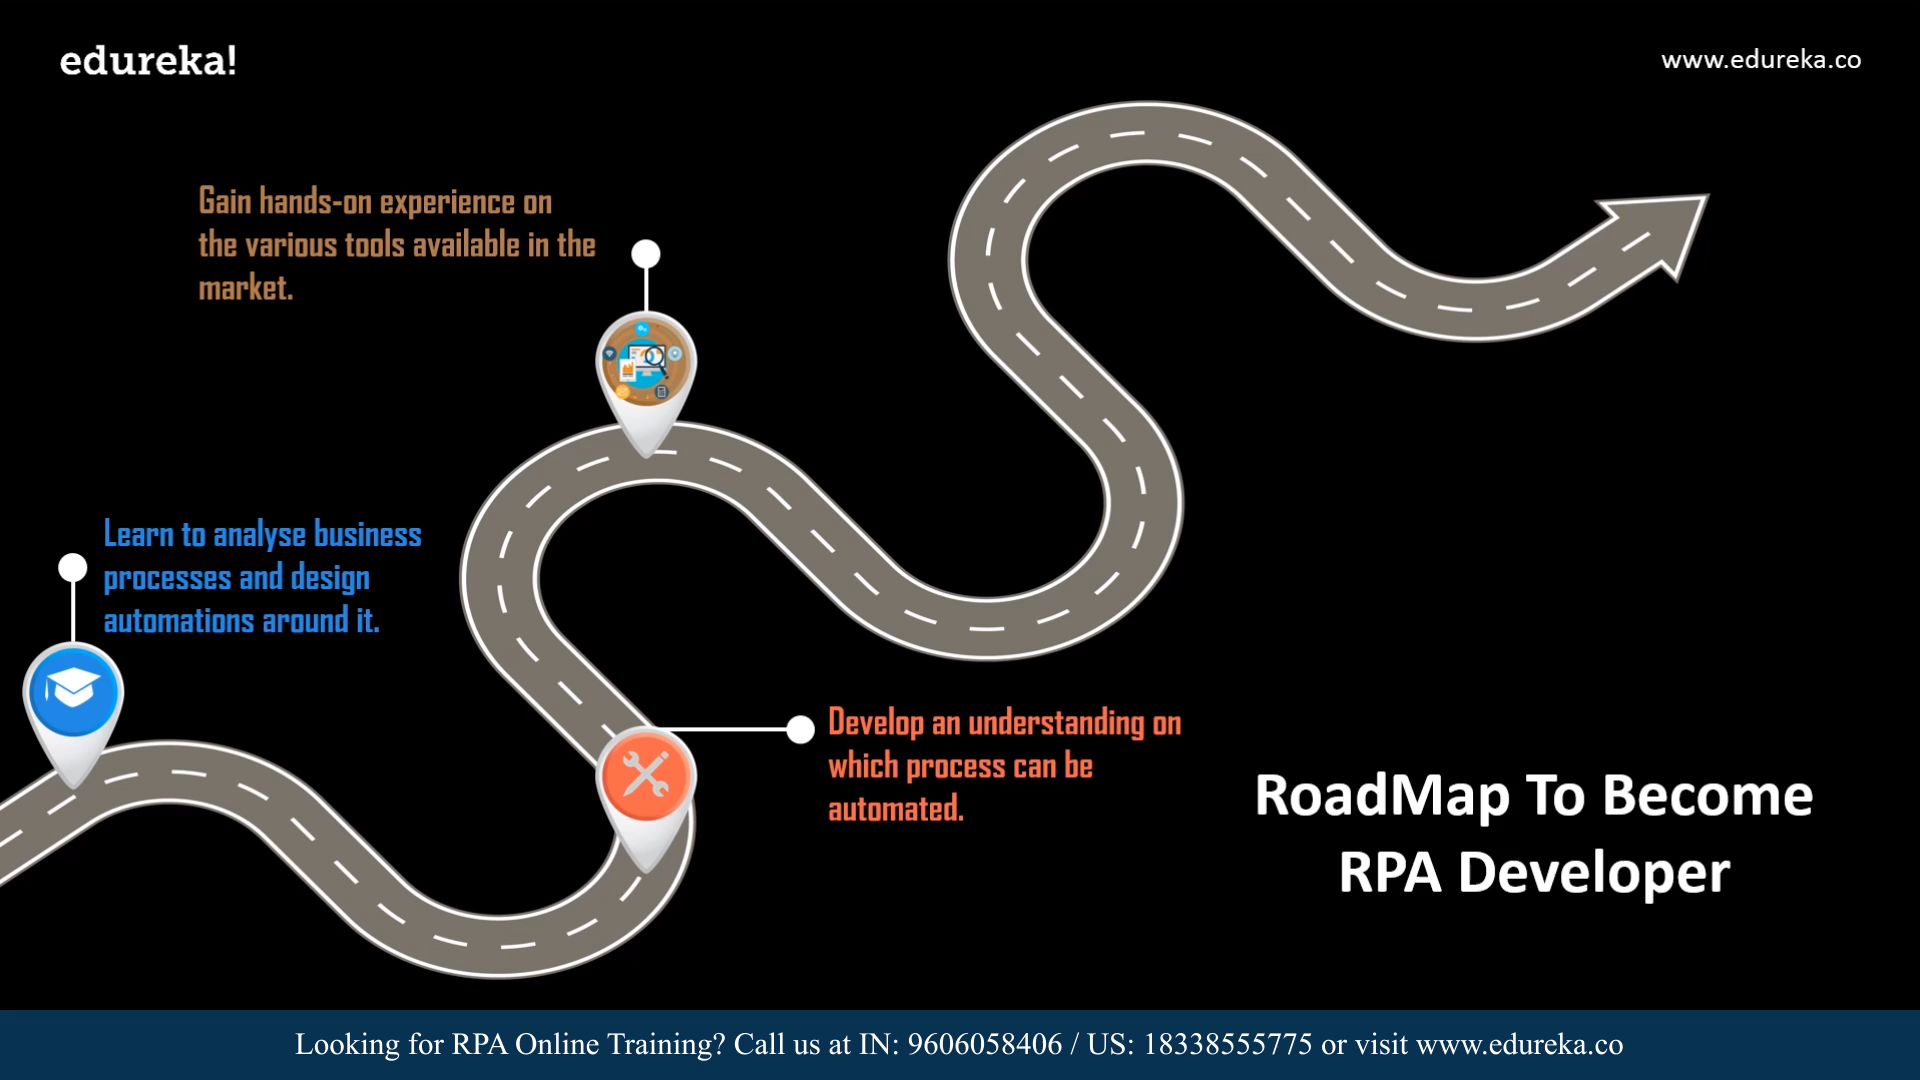 edureka!
www.edureka.co
Gain hands-on experience on
the various tools available in the
market.
Learn to analyse business
processes and design
automations around it.
Develop an understanding on
which process can be
automated.
RoadMap To Become
RPA Developer
Looking for RPA Online Training? Call us at IN: 9606058406 / US: 18338555775 or visit www.edureka.co